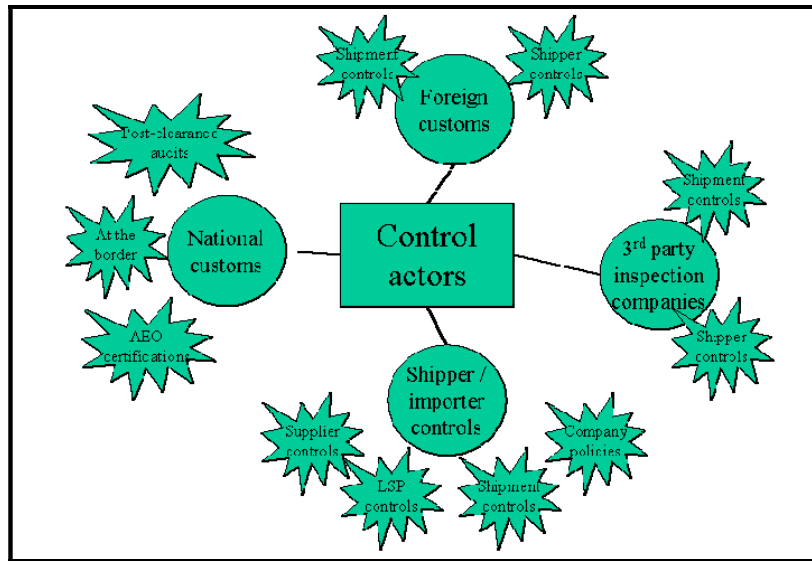 Shipment
controls
Shipper
controls
Foreign
customs
Post-clearance
audits
At the
border
National
customs
AEO
certifications
Control
actors
Shipment
controls
3rd party
inspection
companies
Shipper
controls
Shipper /
importer
controls
Supplier
controls
LSP
controls
Shipment
controls
Company
policies